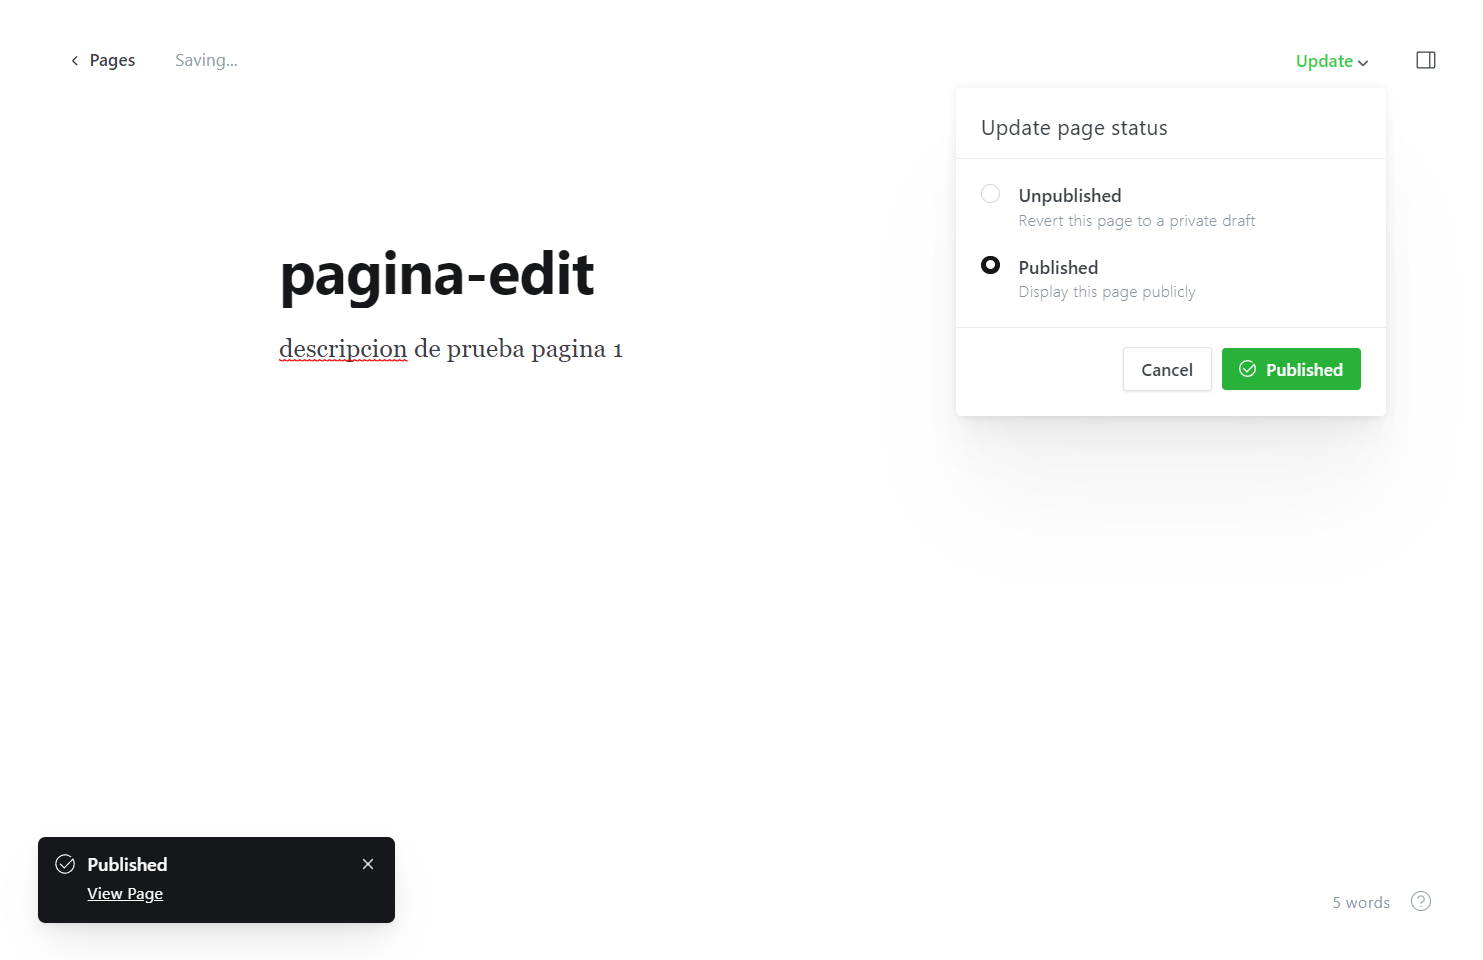 Pages
Saving...
Update
Update page status
Unpublished
Revert this page to a private draft
Published
Display this page publicly
Cancel
Published
pagina-edit
descripcion de prueba pagina 1
Published
View Page
5 words
?